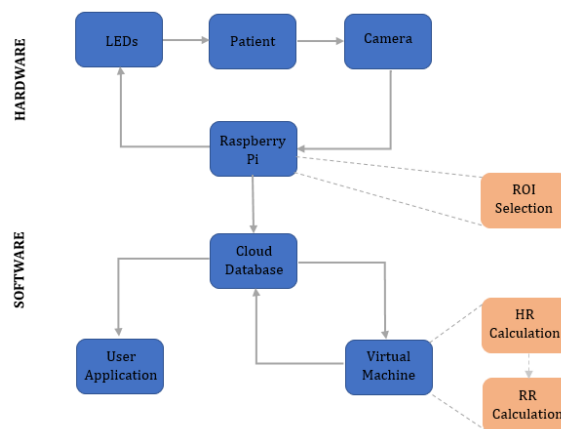 HARDWARE
LEDs
Patient
Camera
Raspberry
Pi
ROI
Selection
SOFTWARE
Cloud
Database
HR
Calculation
User
Application
Virtual
Machine
RR
Calculation